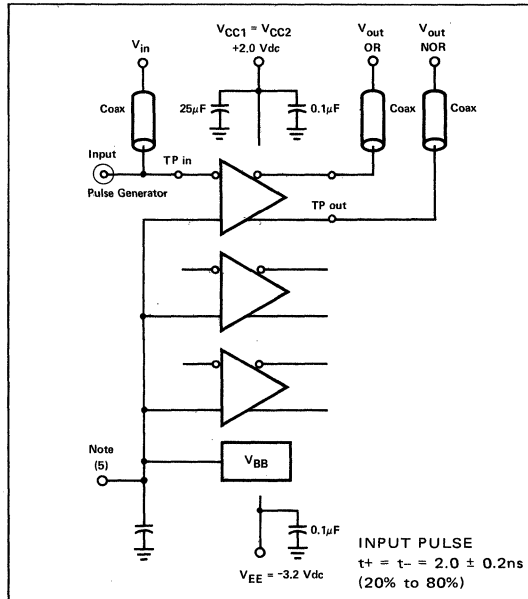 V_in
V_CC1 = V_CC2
+2.0 Vdc
V_out
OR
V_out
NOR
Coax
25μF
0.1μF
Coax
Coax
Input
TP in
Pulse Generator
TP out
Note
(5)
V_BB
0.1μF
V_EE = -3.2 Vdc
INPUT PULSE
t+ = t- = 2.0 ± 0.2ns
(20% to 80%)